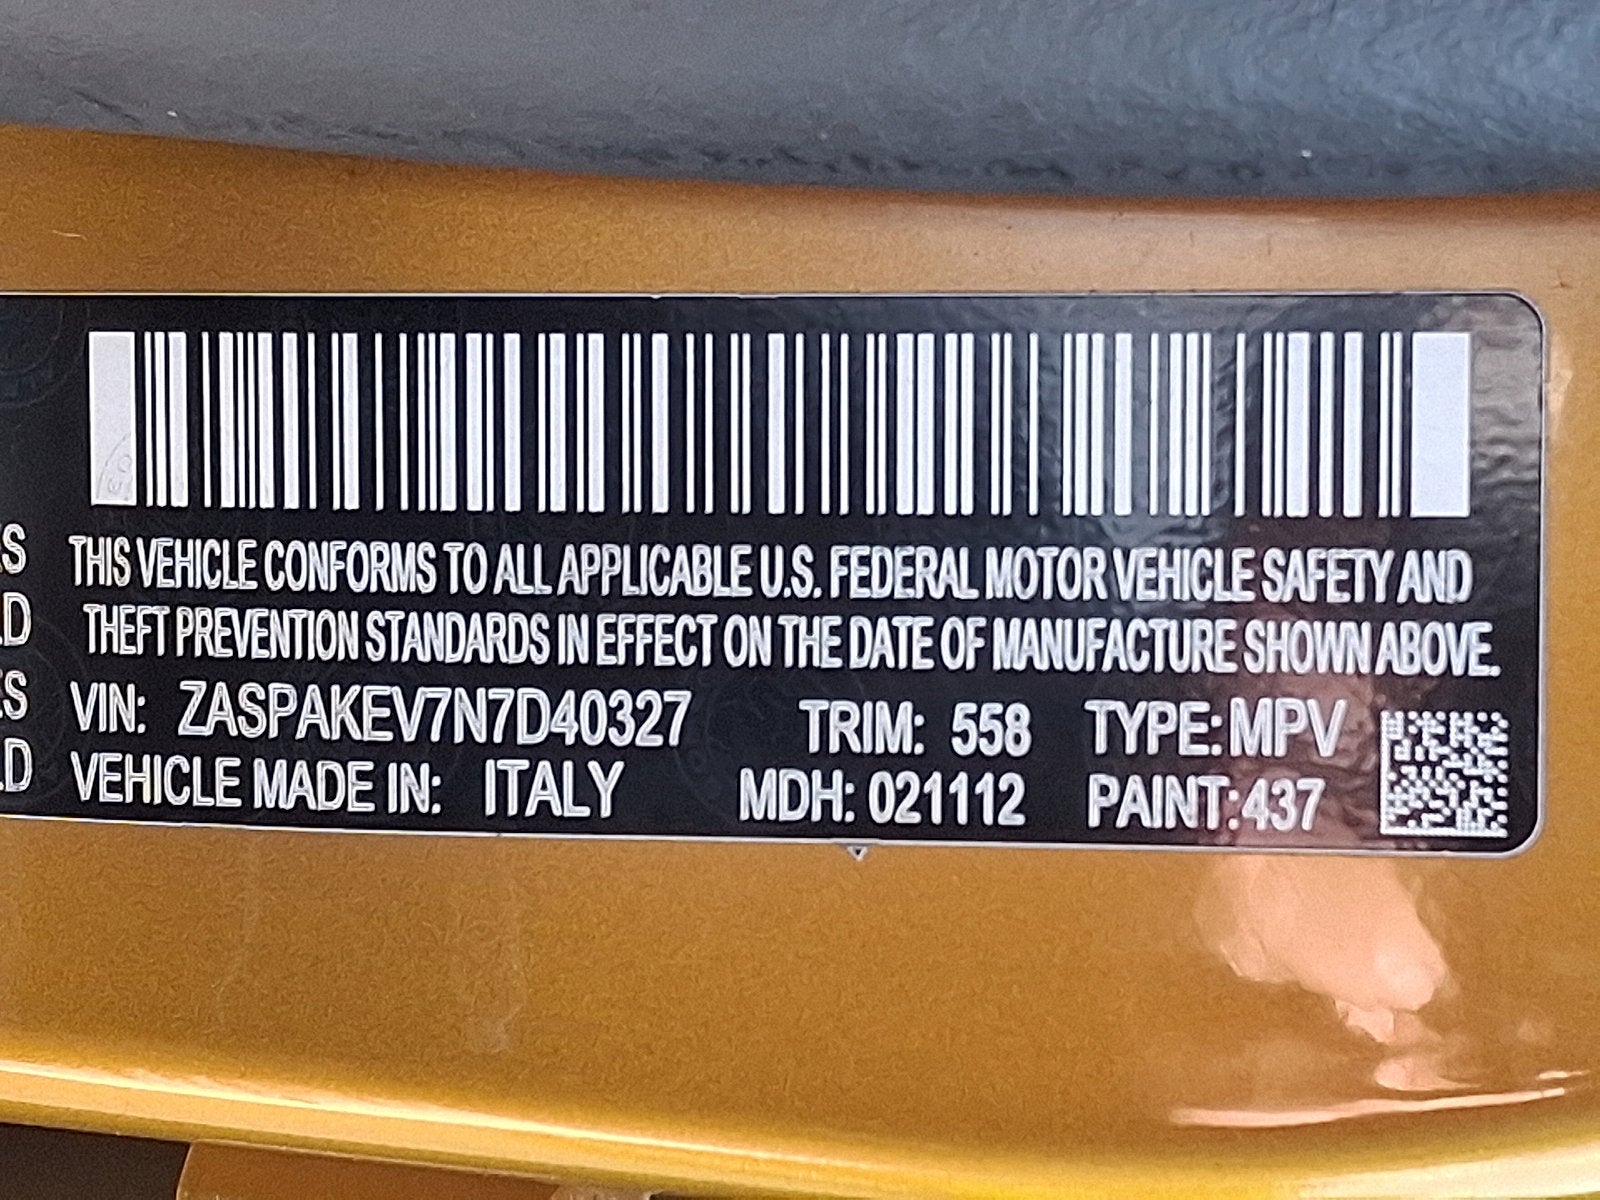 THIS VEHICLE CONFORMS TO ALL APPLICABLE U.S. FEDERAL MOTOR VEHICLE SAFETY AND
THEFT PREVENTION STANDARDS IN EFFECT ON THE DATE OF MANUFACTURE SHOWN ABOVE.
VIN: ZASPAKEV7N7D40327 TRIM: 558 TYPE: MPV
VEHICLE MADE IN: ITALY MDH: 021112 PAINT: 437